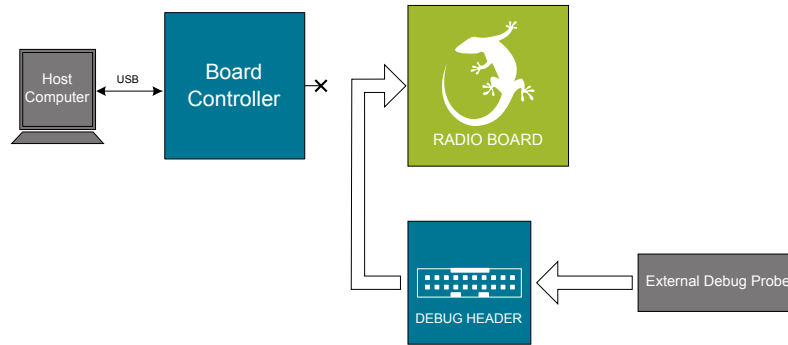 Host
Computer
USB
Board
Controller
RADIO BOARD
DEBUG HEADER
External Debug Probe